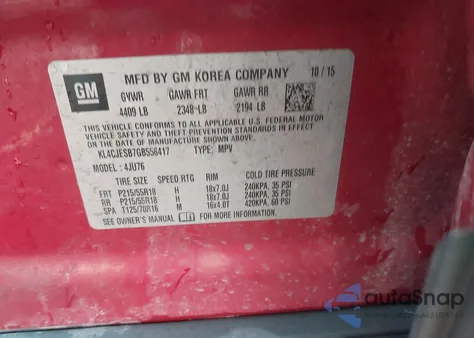 GM
MFD BY GM KOREA COMPANY 10/15
GVWR GAWR FRT GAWR RR
4409 LB 2348 LB 2194 LB
THIS VEHICLE CONFORMS TO ALL APPLICABLE U.S. FEDERAL MOTOR
VEHICLE SAFETY AND THEFT PREVENTION STANDARDS IN EFFECT
ON THE DATE OF MANUFACTURE SHOWN ABOVE.
KL4CJESB7GB556417 TYPE: MPV
MODEL: 4JU76
TIRE SIZE SPEED RTG RIM COLD TIRE PRESSURE
FRT P215/55R18 H 18x7.0J 240KPA, 35 PSI
RR P215/55R18 H 18x7.0J 240KPA, 35 PSI
SPA T125/70R16 M 16x4.0T 420KPA, 60 PSI
SEE OWNER'S MANUAL FOR MORE INFORMATION
autoSnap